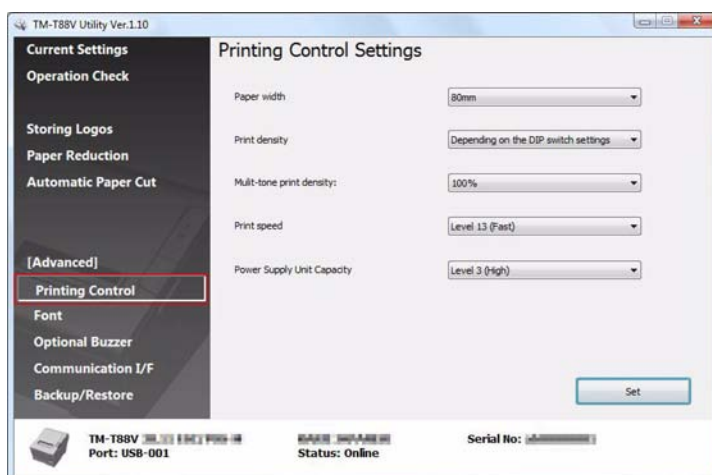 TM-T88V Utility Ver.1.10
Current Settings
Operation Check
Storing Logos
Paper Reduction
Automatic Paper Cut
[Advanced]
Printing Control
Font
Optional Buzzer
Communication I/F
Backup/Restore
Printing Control Settings
Paper width 80mm
Print density Depending on the DIP switch settings
Mulit-tone print density: 100%
Print speed Level 13 (Fast)
Power Supply Unit Capacity Level 3 (High)
Set
TM-T88V
Port: USB-001
Status: Online
Serial No: